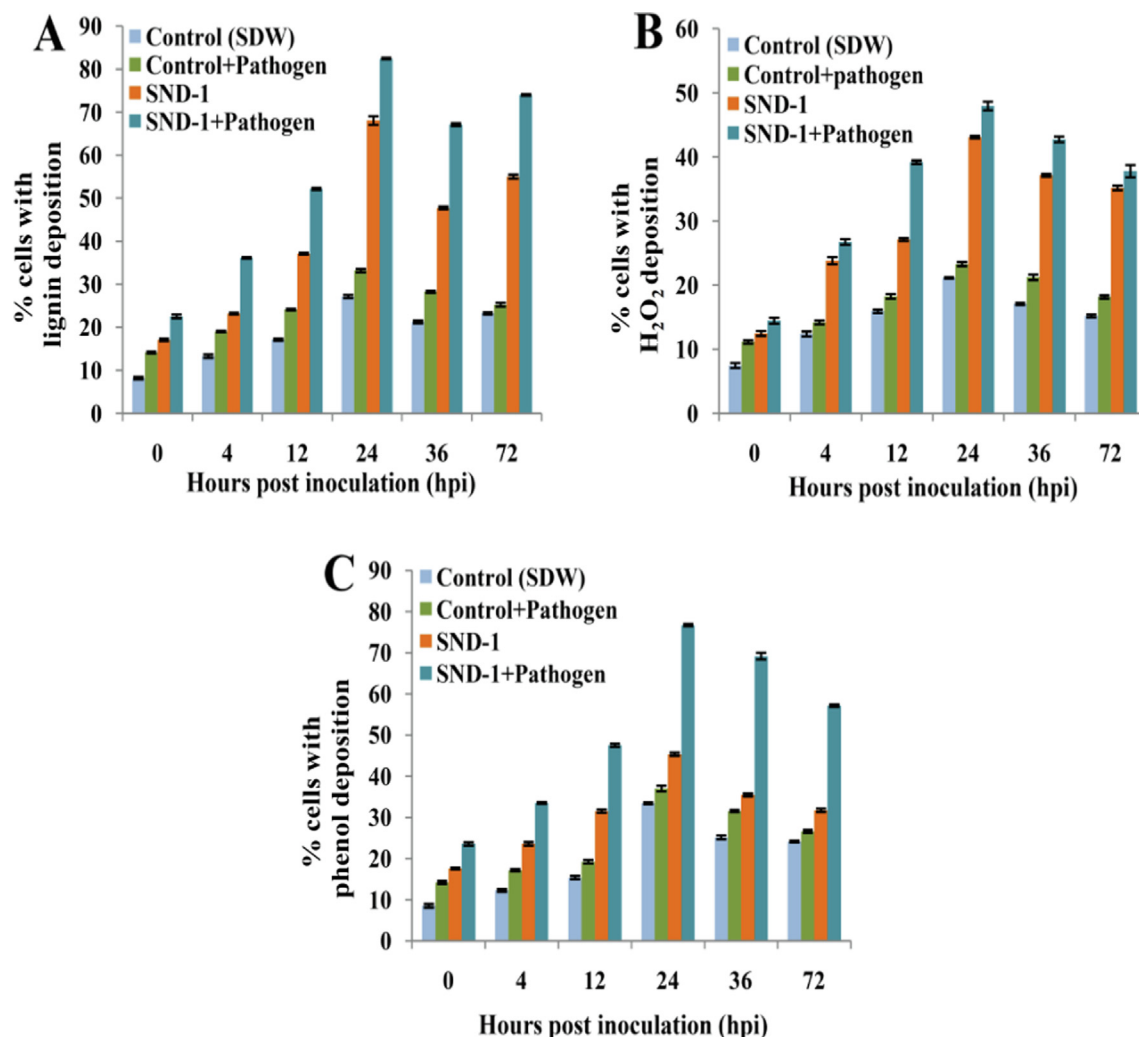 A
Control (SDW)
Control+Pathogen
SND-1
SND-1+Pathogen
% cells with
lignin deposition
90
80
70
60
50
40
30
20
10
0
0 4 12 24 36 72
Hours post inoculation (hpi)
B
Control (SDW)
Control+pathogen
SND-1
SND-1+Pathogen
% cells with
H₂O₂ deposition
60%
50%
40%
30%
20%
10%
0%
0 4 12 24 36 72
Hours post inoculation (hpi)
C
Control (SDW)
Control+Pathogen
SND-1
SND-1+Pathogen
% cells with
phenol deposition
90
80
70
60
50
40
30
20
10
0
0 4 12 24 36 72
Hours post inoculation (hpi)